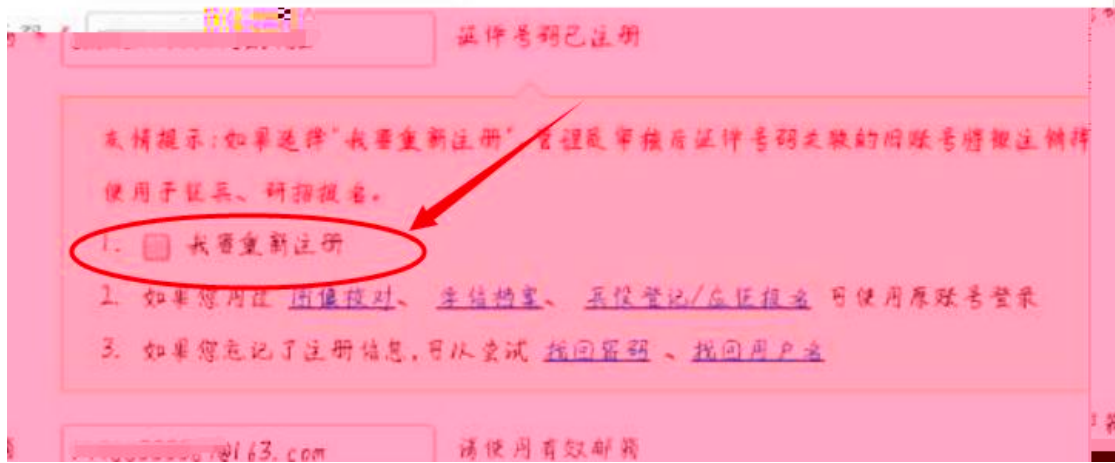 证件号码已注册
友情提示:如果选择"我要重新注册" 管理员审核后证件号码关联的旧账号将被注销
使用于征兵、研招报名。
1. 我要重新注册
2. 如果您用过 图像校对、 学信档案、 兵役登记/应征报名 可使用原账号登录
3. 如果您忘记了注册信息,可以尝试 找回密码 、找回用户名
@163.com 请使用有效邮箱